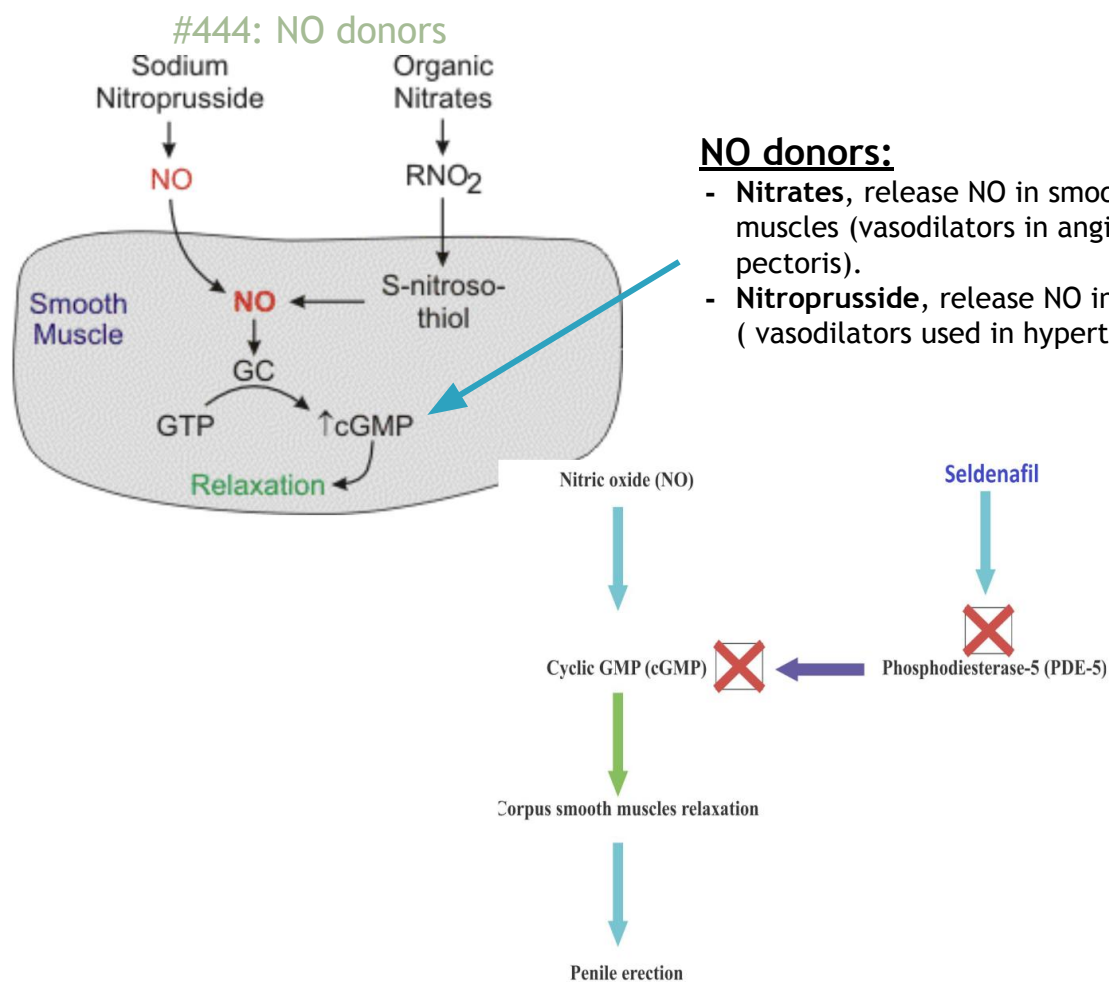 #444: NO donors
Sodium
Nitroprusside
Organic
Nitrates
NO
RNO2
Smooth
Muscle
NO
S-nitroso-
thiol
GC
GTP
↑cGMP
Relaxation
NO donors:
- Nitrates, release NO in smoo
muscles (vasodilators in angi
pectoris).
- Nitroprusside, release NO i
( vasodilators used in hypert
Nitric oxide (NO)
Seldenafil
Cyclic GMP (cGMP)
Phosphodiesterase-5 (PDE-5)
Corpus smooth muscles relaxation
Penile erection